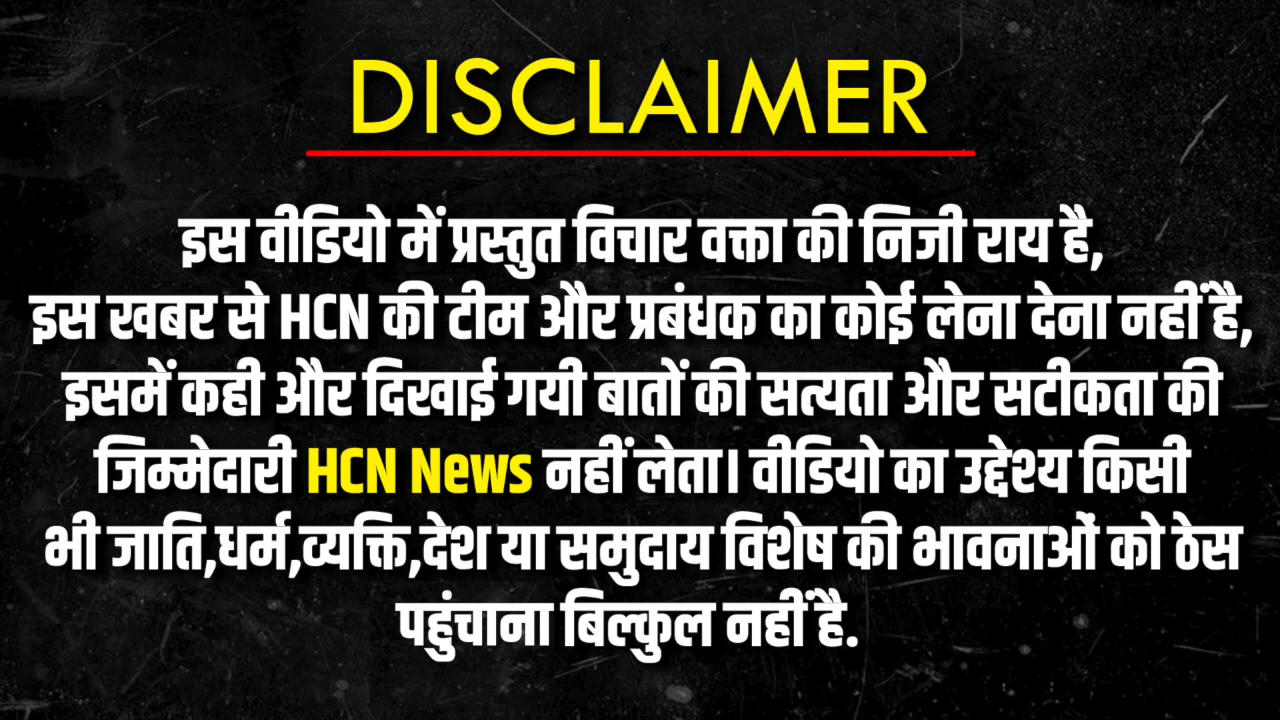 DISCLAIMER
इस वीडियो में प्रस्तुत विचार वक्ता की निजी राय है,
इस खबर से HCN की टीम और प्रबंधक का कोई लेना देना नहीं है,
इसमें कही और दिखाई गयी बातों की सत्यता और सटीकता की
जिम्मेदारी HCN News नहीं लेता। वीडियो का उद्देश्य किसी
भी जाति,धर्म,व्यक्ति,देश या समुदाय विशेष की भावनाओं को ठेस
पहुंचाना बिल्कुल नहीं है.